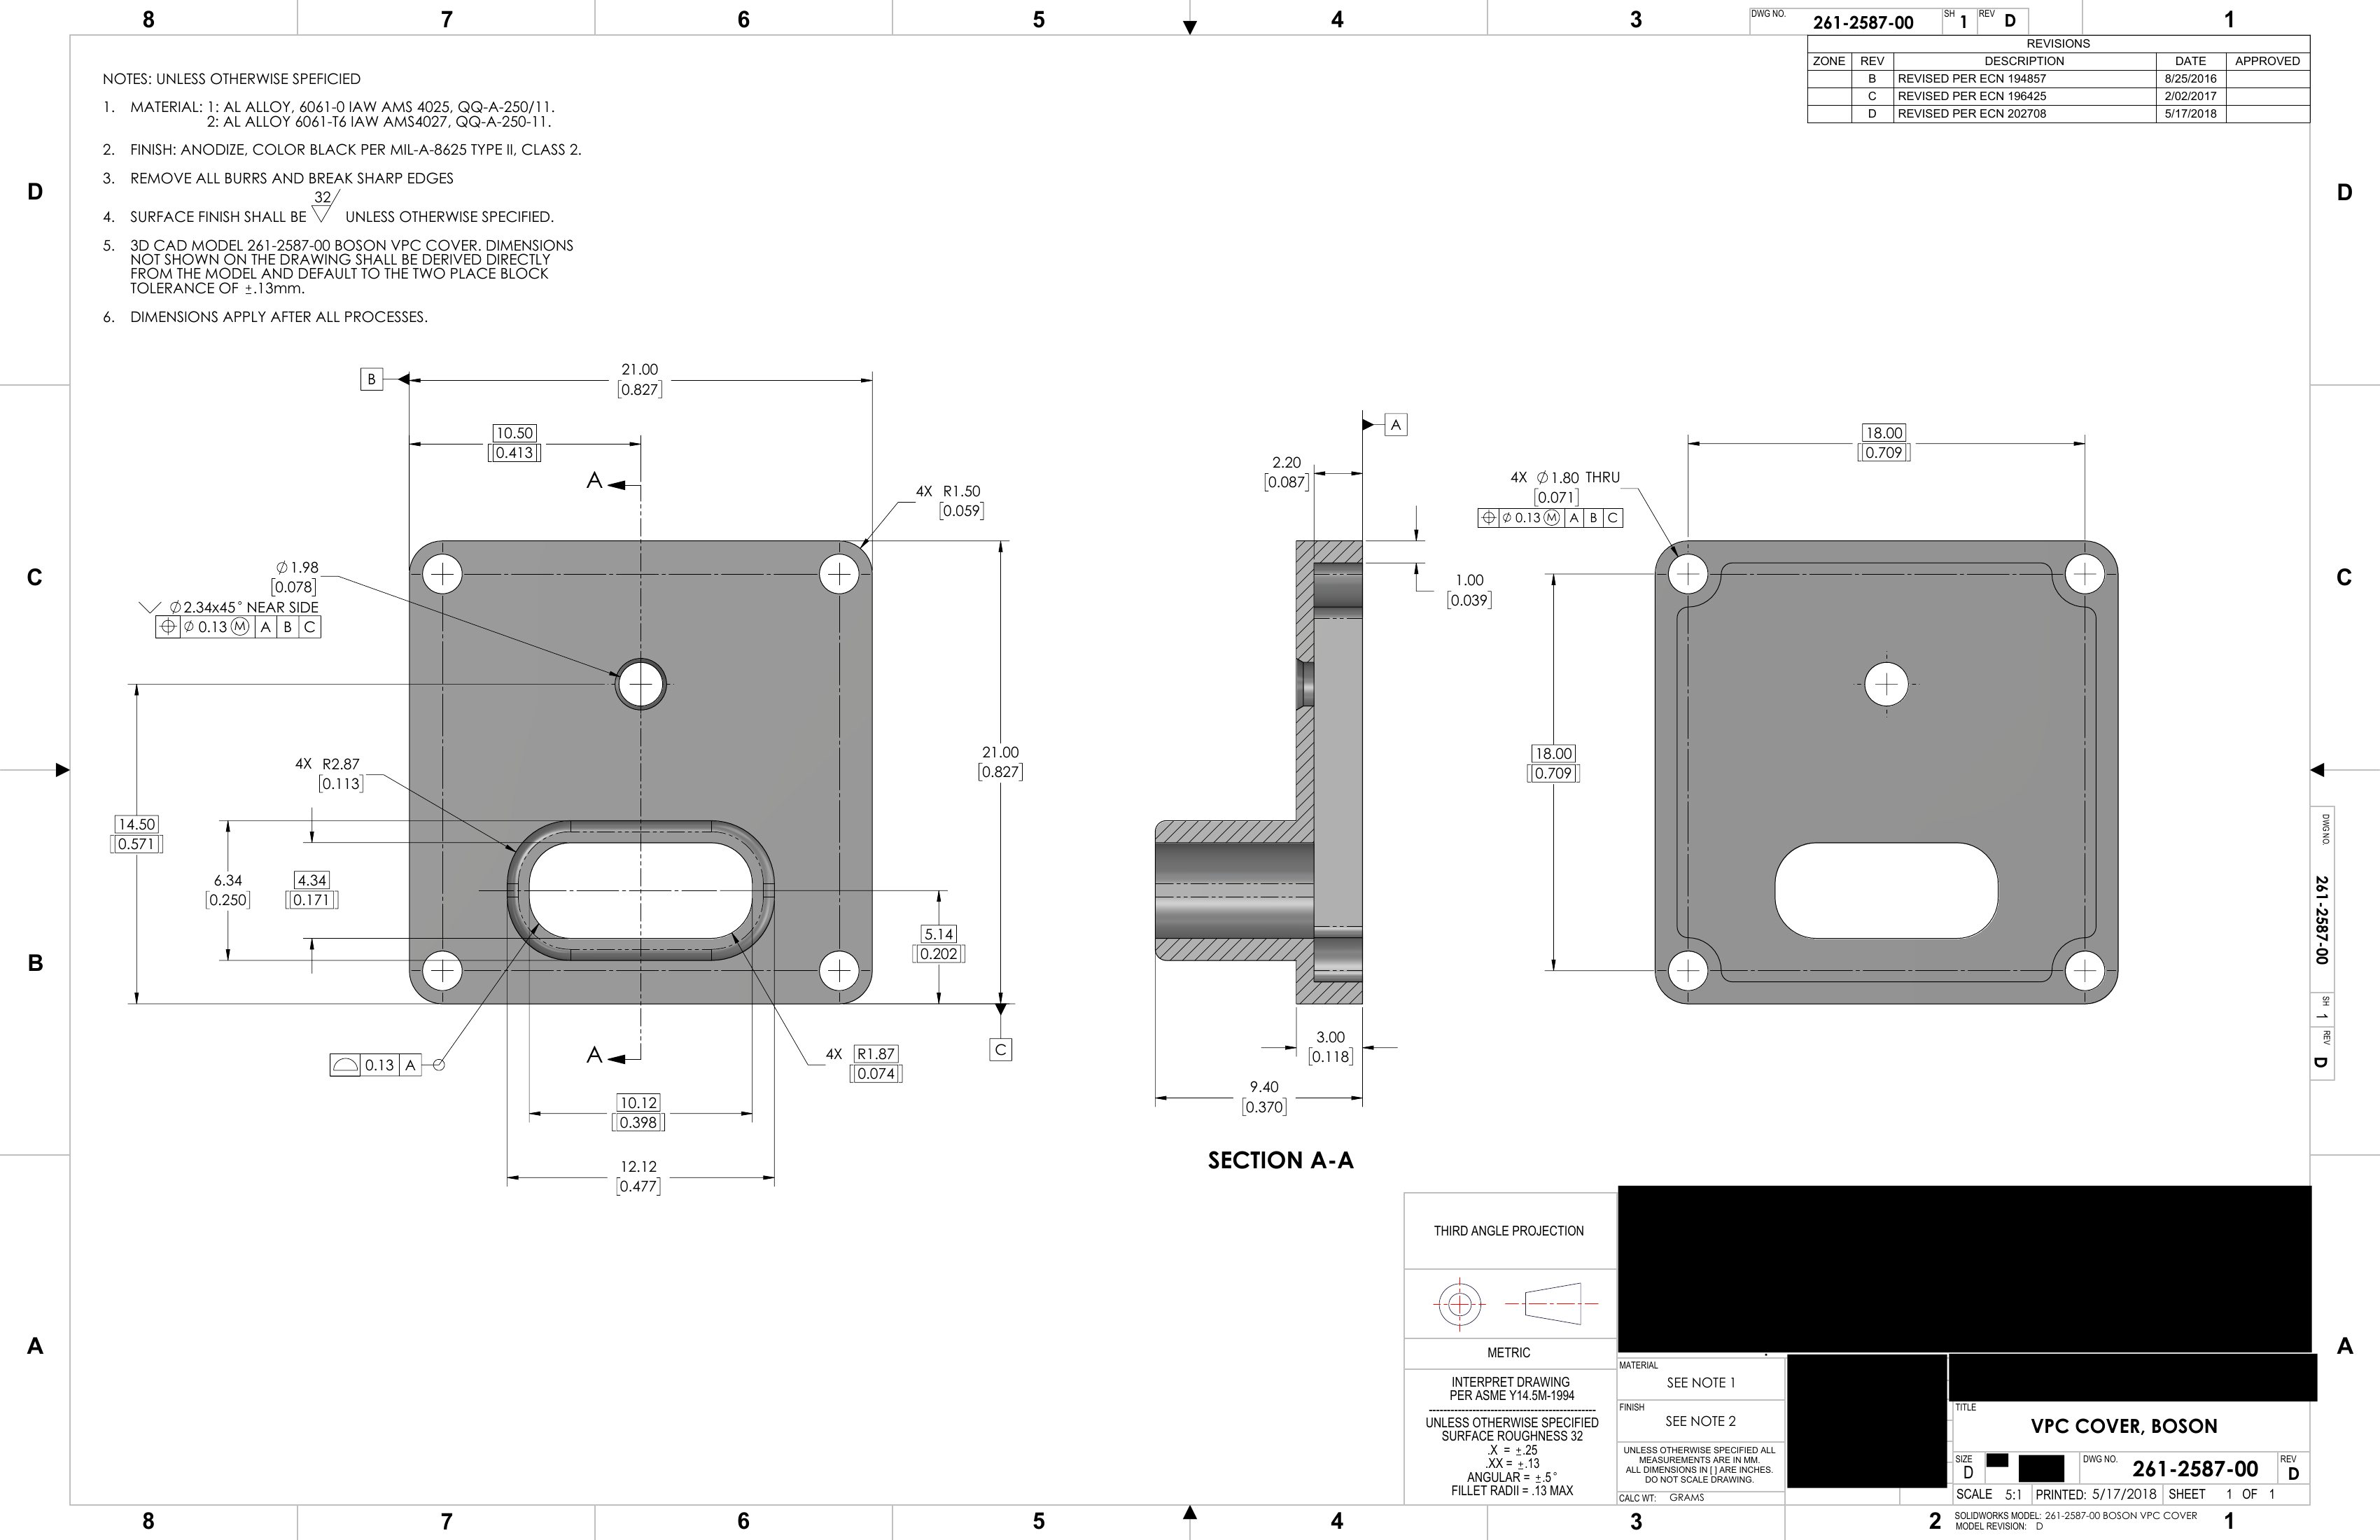 8 7 6 5 4 3 1
DWG NO. 261-2587-00 SH 1 REV D
REVISIONS
ZONE REV DESCRIPTION DATE APPROVED
B REVISED PER ECN 194857 8/25/2016
C REVISED PER ECN 196425 2/02/2017
D REVISED PER ECN 202708 5/17/2018
NOTES: UNLESS OTHERWISE SPEFICIED
1. MATERIAL: 1: AL ALLOY, 6061-0 IAW AMS 4025, QQ-A-250/11.
2: AL ALLOY 6061-T6 IAW AMS4027, QQ-A-250-11.
2. FINISH: ANODIZE, COLOR BLACK PER MIL-A-8625 TYPE II, CLASS 2.
3. REMOVE ALL BURRS AND BREAK SHARP EDGES
32
4. SURFACE FINISH SHALL BE UNLESS OTHERWISE SPECIFIED.
5. 3D CAD MODEL 261-2587-00 BOSON VPC COVER. DIMENSIONS
NOT SHOWN ON THE DRAWING SHALL BE DERIVED DIRECTLY
FROM THE MODEL AND DEFAULT TO THE TWO PLACE BLOCK
TOLERANCE OF ±.13mm.
6. DIMENSIONS APPLY AFTER ALL PROCESSES.
D D
C C
B B
A A
B
21.00
[0.827]
10.50
[0.413]
A
4X R1.50
[0.059]
∅1.98
[0.078]
∅2.34x45° NEAR SIDE
⌖ ∅ 0.13 Ⓜ A B C
4X R2.87
[0.113]
14.50
[0.571]
6.34
[0.250]
4.34
[0.171]
21.00
[0.827]
5.14
[0.202]
C
⌓ 0.13 A
A
4X R1.87
[0.074]
10.12
[0.398]
12.12
[0.477]
A
2.20
[0.087]
1.00
[0.039]
3.00
[0.118]
9.40
[0.370]
SECTION A-A
18.00
[0.709]
4X ∅1.80 THRU
[0.071]
⌖ ∅ 0.13 Ⓜ A B C
18.00
[0.709]
DWG NO. 261-2587-00 SH 1 REV D
THIRD ANGLE PROJECTION
METRIC
INTERPRET DRAWING
PER ASME Y14.5M-1994
UNLESS OTHERWISE SPECIFIED
SURFACE ROUGHNESS 32
.X = ±.25
.XX = ±.13
ANGULAR = ±.5°
FILLET RADII = .13 MAX
MATERIAL
SEE NOTE 1
FINISH
SEE NOTE 2
UNLESS OTHERWISE SPECIFIED ALL
MEASUREMENTS ARE IN MM.
ALL DIMENSIONS IN [ ] ARE INCHES.
DO NOT SCALE DRAWING.
CALC WT: GRAMS
TITLE
VPC COVER, BOSON
SIZE D DWG NO. 261-2587-00 REV D
SCALE 5:1 PRINTED: 5/17/2018 SHEET 1 OF 1
SOLIDWORKS MODEL: 261-2587-00 BOSON VPC COVER
MODEL REVISION: D
8 7 6 5 4 3 2 1